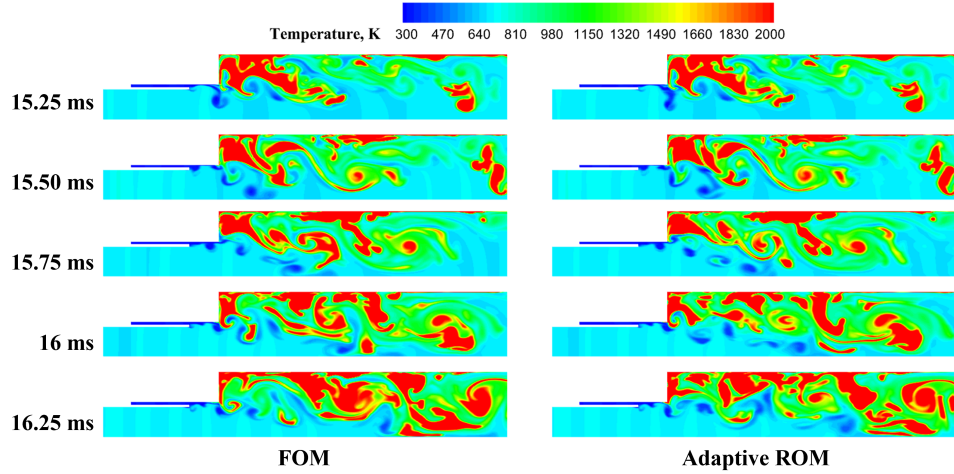 Temperature, K 300 470 640 810 980 1150 1320 1490 1660 1830 2000
15.25 ms
15.50 ms
15.75 ms
16 ms
16.25 ms
FOM Adaptive ROM